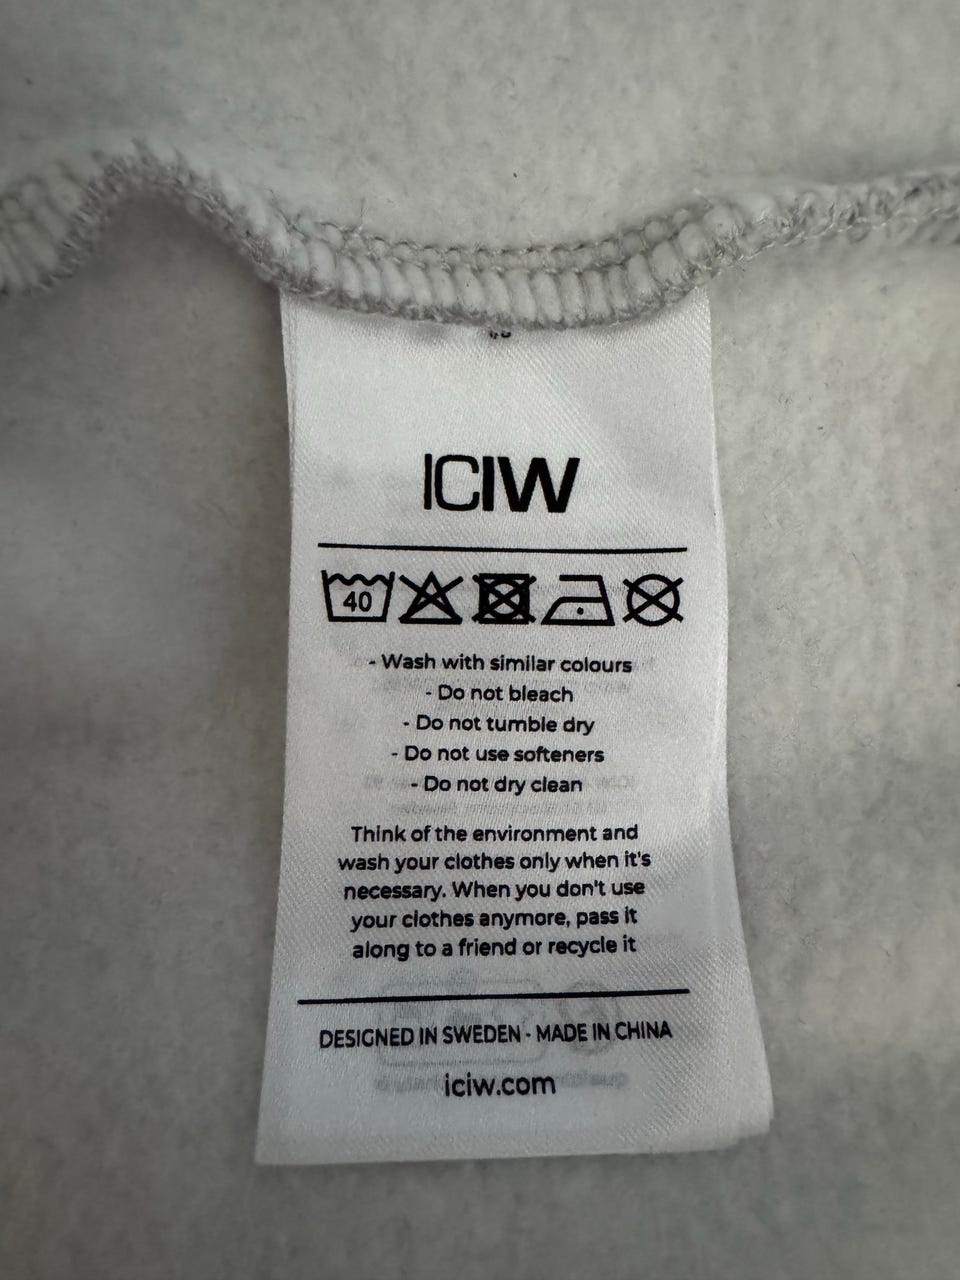 ICIW
40
- Wash with similar colours
- Do not bleach
- Do not tumble dry
- Do not use softeners
- Do not dry clean
Think of the environment and
wash your clothes only when it's
necessary. When you don't use
your clothes anymore, pass it
along to a friend or recycle it
DESIGNED IN SWEDEN - MADE IN CHINA
iciw.com